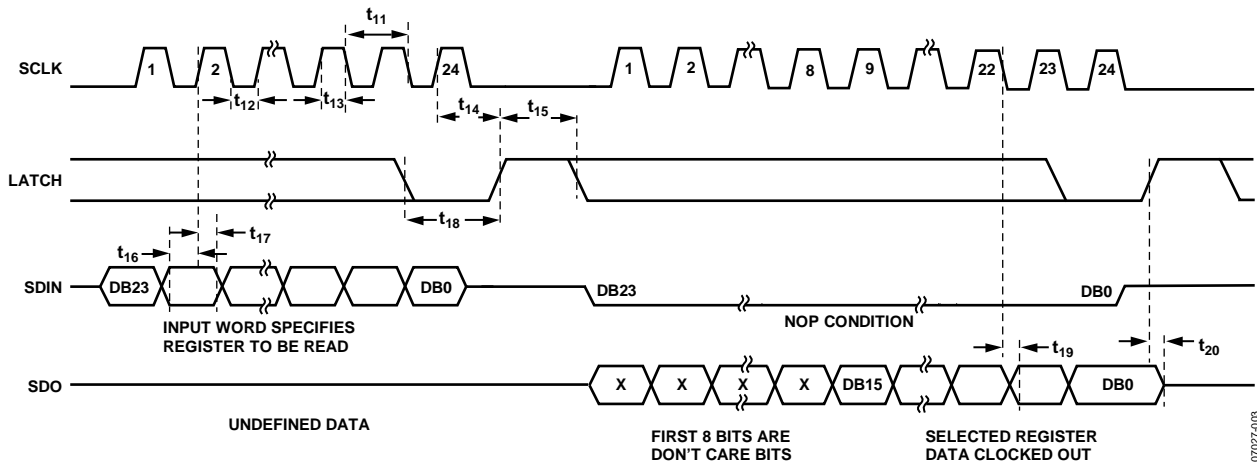 t11
SCLK
1
2
24
1
2
8
9
22
23
24
t12
t13
t14
t15
LATCH
t18
t16
t17
SDIN
DB23
DB0
DB23
DB0
NOP CONDITION
INPUT WORD SPECIFIES
REGISTER TO BE READ
t19
t20
SDO
X
X
X
X
DB15
DB0
UNDEFINED DATA
FIRST 8 BITS ARE
DON'T CARE BITS
SELECTED REGISTER
DATA CLOCKED OUT
07027-003